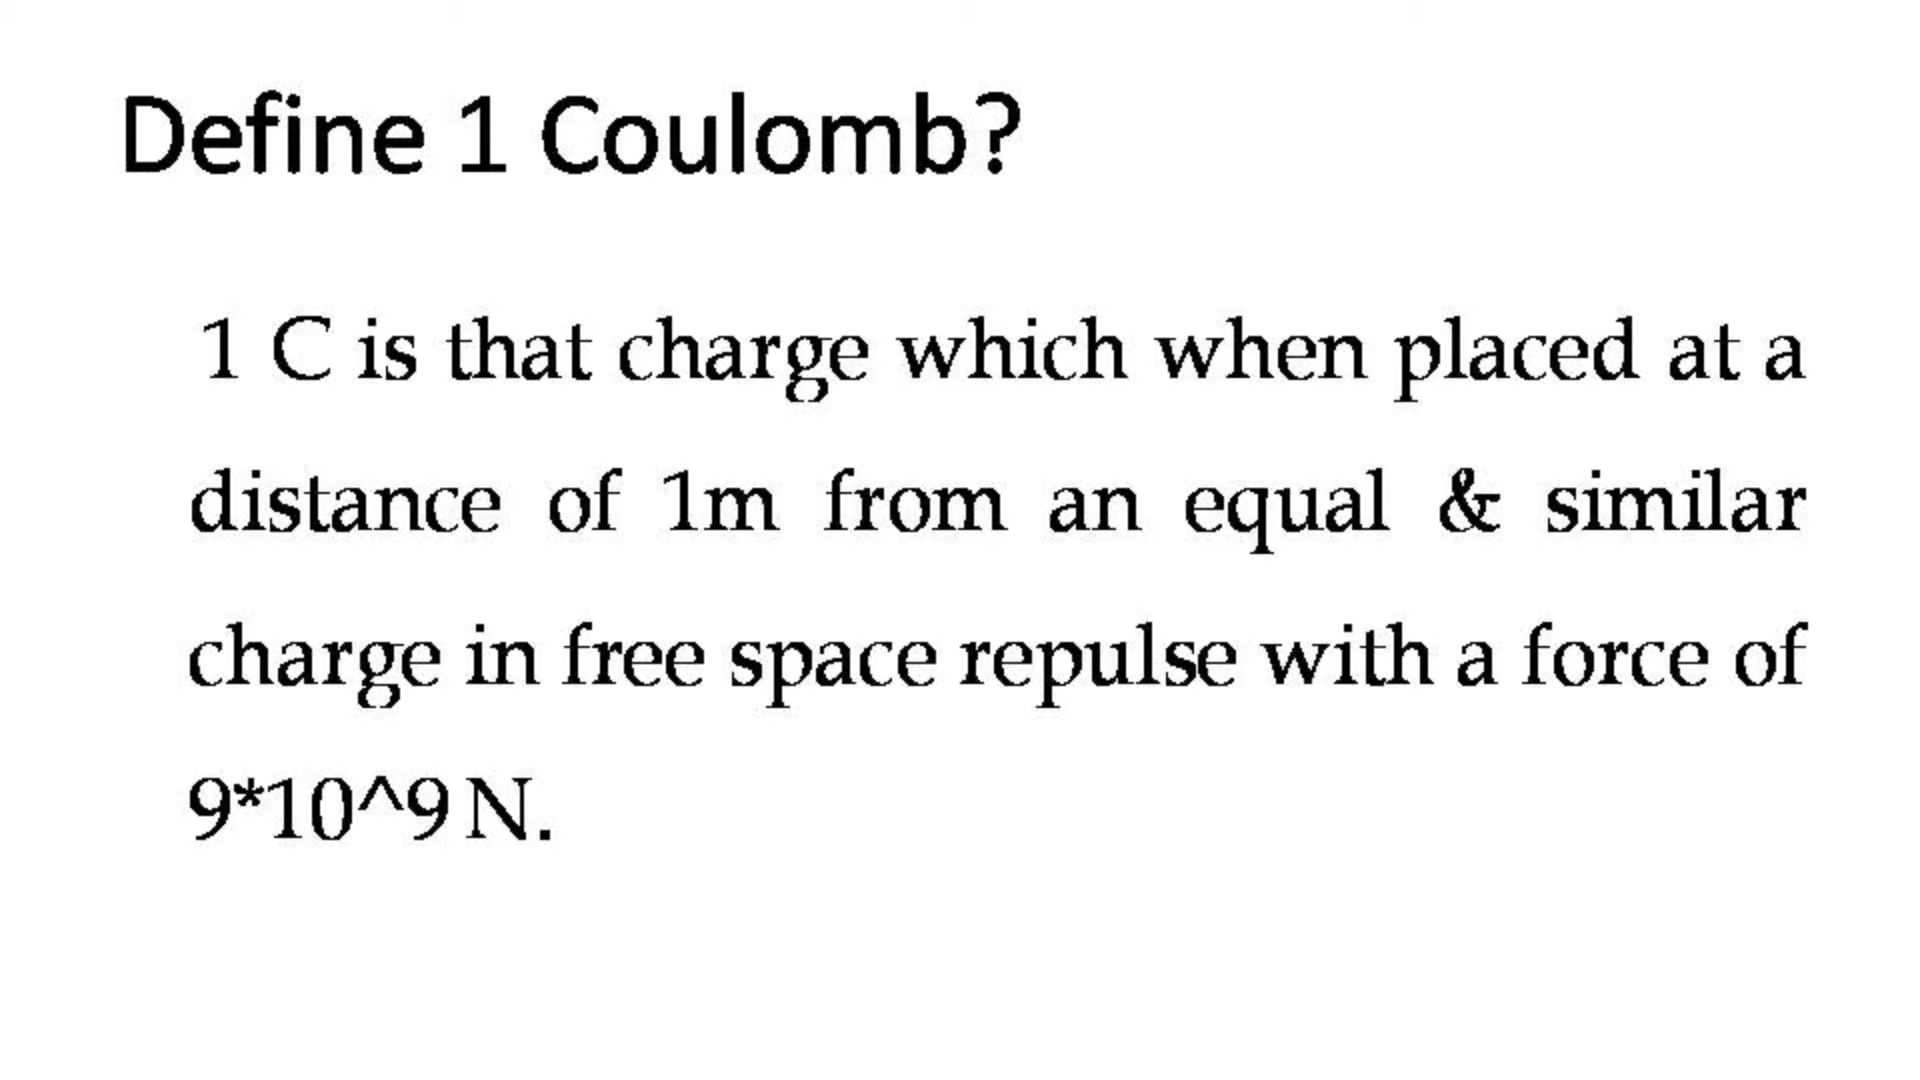 Define 1 Coulomb?
1 C is that charge which when placed at a
distance of 1m from an equal & similar
charge in free space repulse with a force of
9*10^9 N.